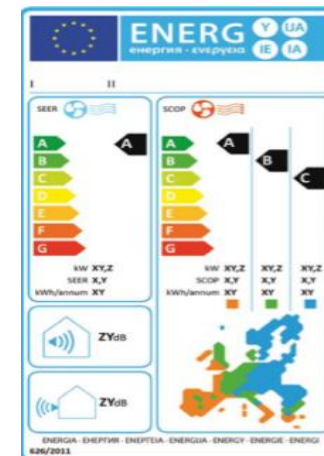 ENERG Y UA
енергия · ενεργεια IE IA
I II
SEER SCOP
A A A A
B B B
C C C
D D
E E
F F
G G
kW XY,Z kW XY,Z XY,Z XY,Z
SEER X,Y SCOP X,Y X,Y X,Y
kWh/annum XY kWh/annum XY XY XY
ZYdB
ZYdB
ENERGIA · ЕНЕРГИЯ · ΕΝΕΡΓΕΙΑ · ENERGIJA · ENERGY · ENERGIE · ENERGI
626/2011